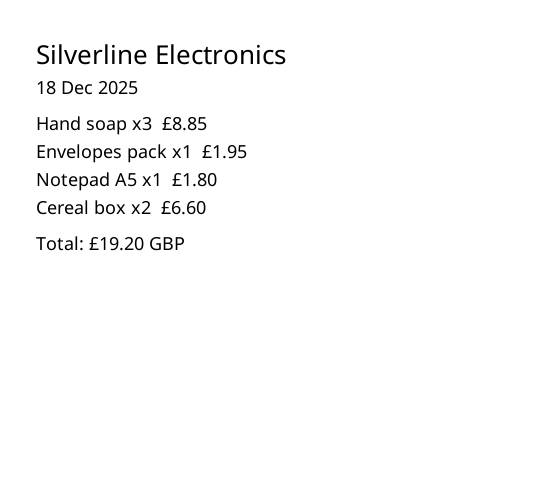 Silverline Electronics
18 Dec 2025
Hand soap x3  £8.85
Envelopes pack x1  £1.95
Notepad A5 x1  £1.80
Cereal box x2  £6.60
Total: £19.20 GBP